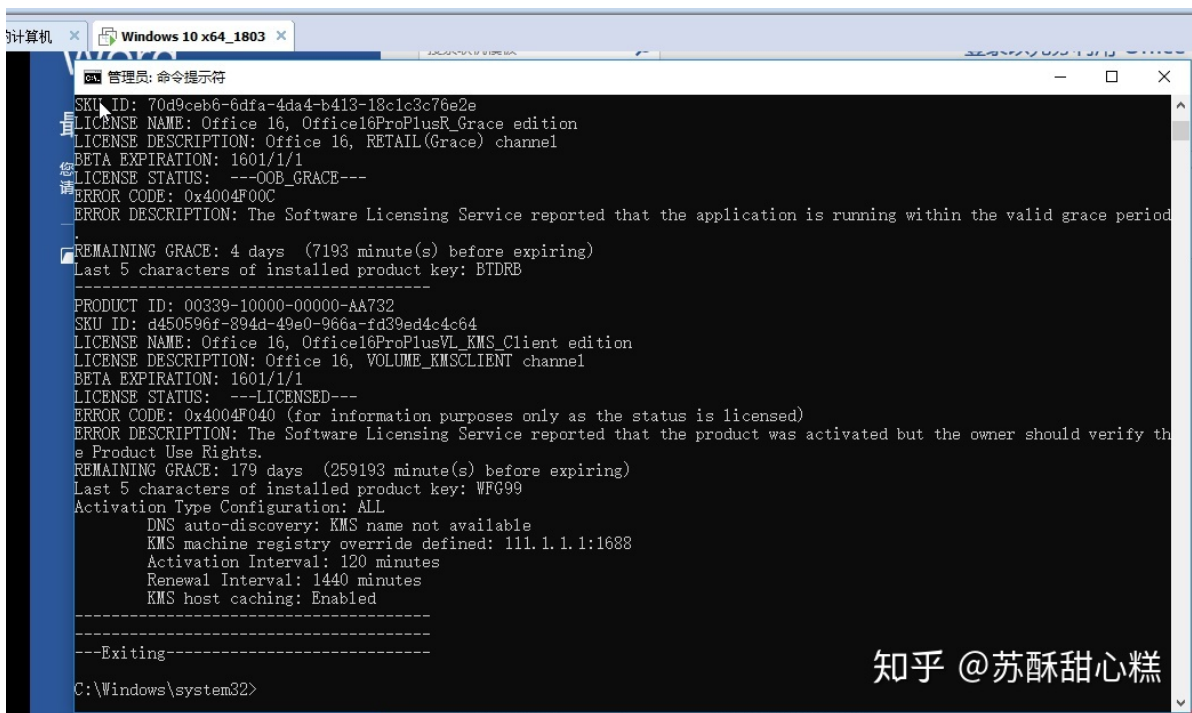 的计算机 ×
Windows 10 x64_1803 ×
管理员: 命令提示符
SKU ID: 70d9ceb6-6dfa-4da4-b413-18c1c3c76e2e
LICENSE NAME: Office 16, Office16ProPlusR_Grace edition
LICENSE DESCRIPTION: Office 16, RETAIL(Grace) channel
BETA EXPIRATION: 1601/1/1
LICENSE STATUS:  ---OOB_GRACE---
ERROR CODE: 0x4004F00C
ERROR DESCRIPTION: The Software Licensing Service reported that the application is running within the valid grace period
.
REMAINING GRACE: 4 days  (7193 minute(s) before expiring)
Last 5 characters of installed product key: BTDRB
---------------------------------------
PRODUCT ID: 00339-10000-00000-AA732
SKU ID: d450596f-894d-49e0-966a-fd39ed4c4c64
LICENSE NAME: Office 16, Office16ProPlusVL_KMS_Client edition
LICENSE DESCRIPTION: Office 16, VOLUME_KMSCLIENT channel
BETA EXPIRATION: 1601/1/1
LICENSE STATUS:  ---LICENSED---
ERROR CODE: 0x4004F040 (for information purposes only as the status is licensed)
ERROR DESCRIPTION: The Software Licensing Service reported that the product was activated but the owner should verify th
e Product Use Rights.
REMAINING GRACE: 179 days  (259193 minute(s) before expiring)
Last 5 characters of installed product key: WFG99
Activation Type Configuration: ALL
DNS auto-discovery: KMS name not available
KMS machine registry override defined: 111.1.1.1:1688
Activation Interval: 120 minutes
Renewal Interval: 1440 minutes
KMS host caching: Enabled
---------------------------------------
---------------------------------------
---Exiting-----------------------------
C:\Windows\system32>
知乎 @苏酥甜心糕